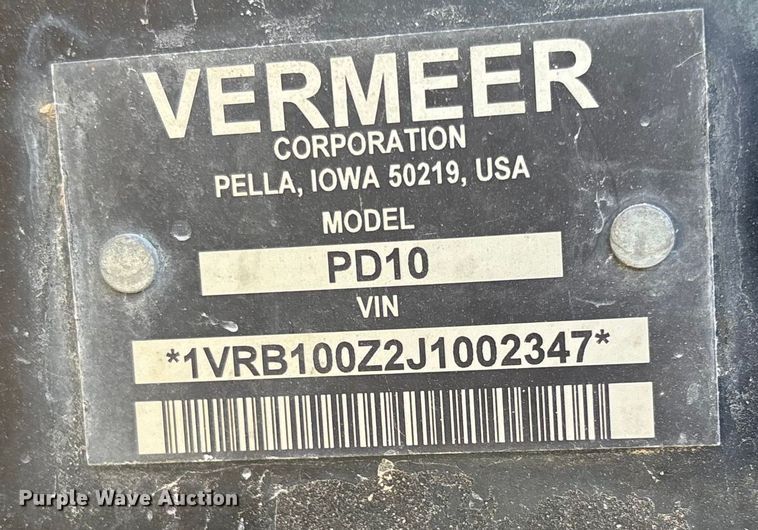 VERMEER
CORPORATION
PELLA, IOWA 50219, USA
MODEL
PD10
VIN
*1VRB100Z2J1002347*
Purple Wave Auction